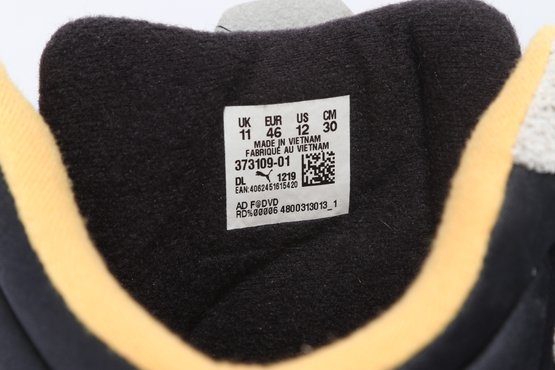 UK EUR US CM
11 46 12 30
MADE IN VIETNAM
FABRIQUÉ AU VIETNAM
373109-01
DL 1219
EAN:4062451615420
AD F@DVD
RD%00006 4800313013_1